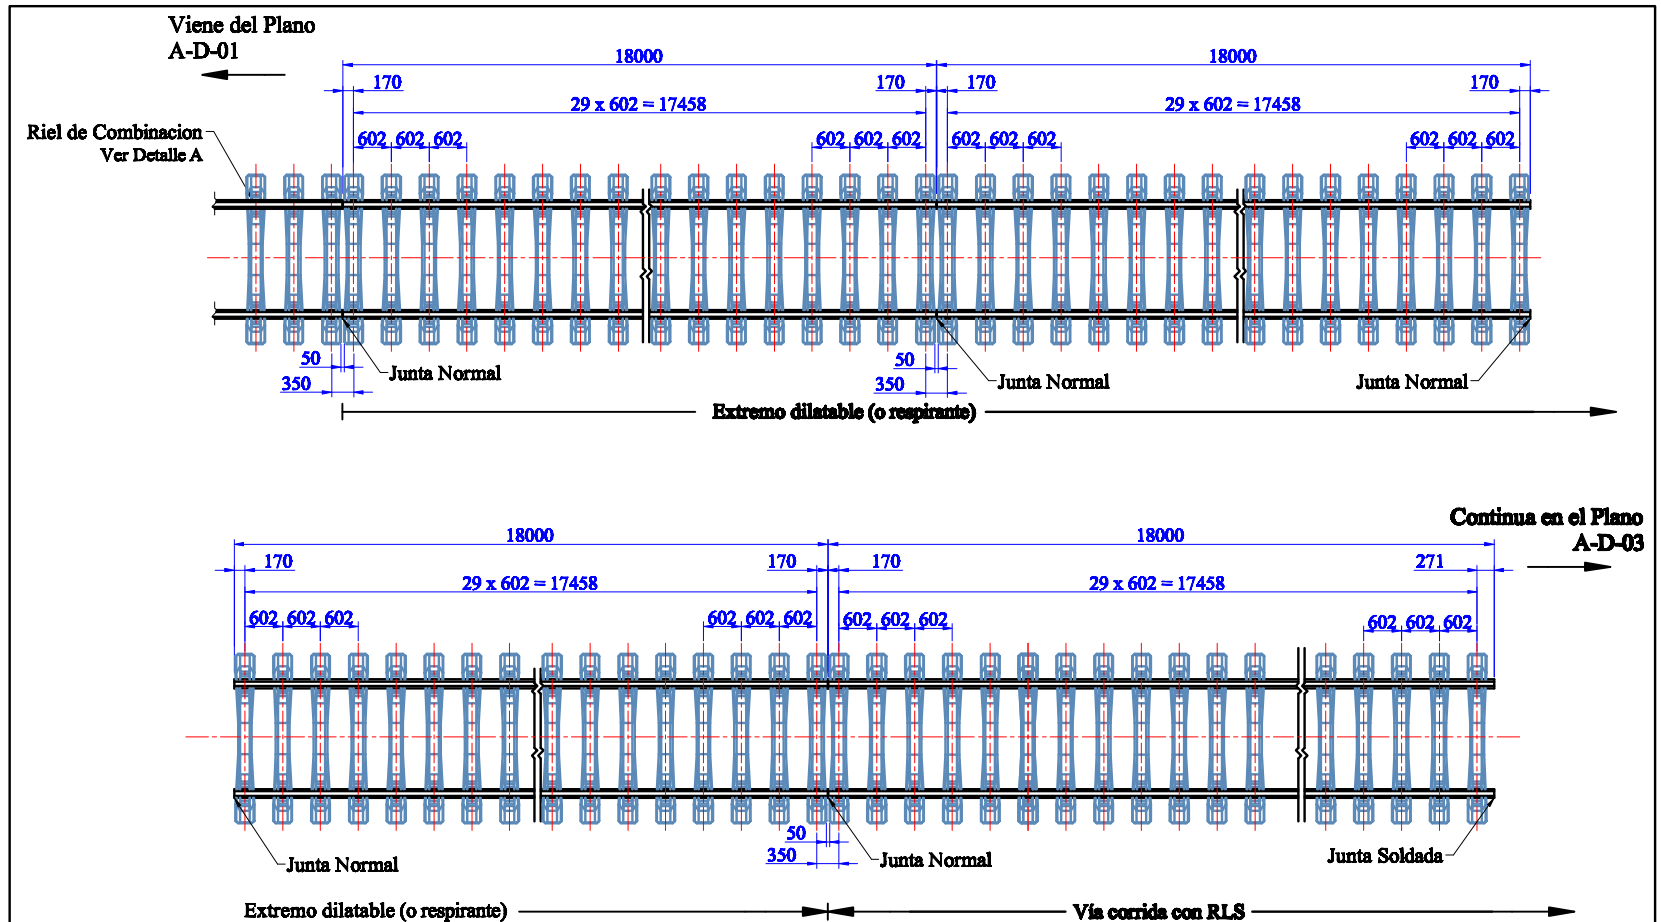 Viene del Plano
A-D-01
18000
18000
170
170
170
170
29 x 602 = 17458
29 x 602 = 17458
Riel de Combinacion
Ver Detalle A
602 602 602
602 602 602
602 602 602
602 602 602
50
Junta Normal
350
50
Junta Normal
350
Junta Normal
Extremo dilatable (o respirante)
Continua en el Plano
A-D-03
18000
18000
170
170
170
271
29 x 602 = 17458
29 x 602 = 17458
602 602 602
602 602 602
602 602 602
602 602 602
Junta Normal
50
350
Junta Normal
Junta Soldada
Extremo dilatable (o respirante)
Vía corrida con RLS